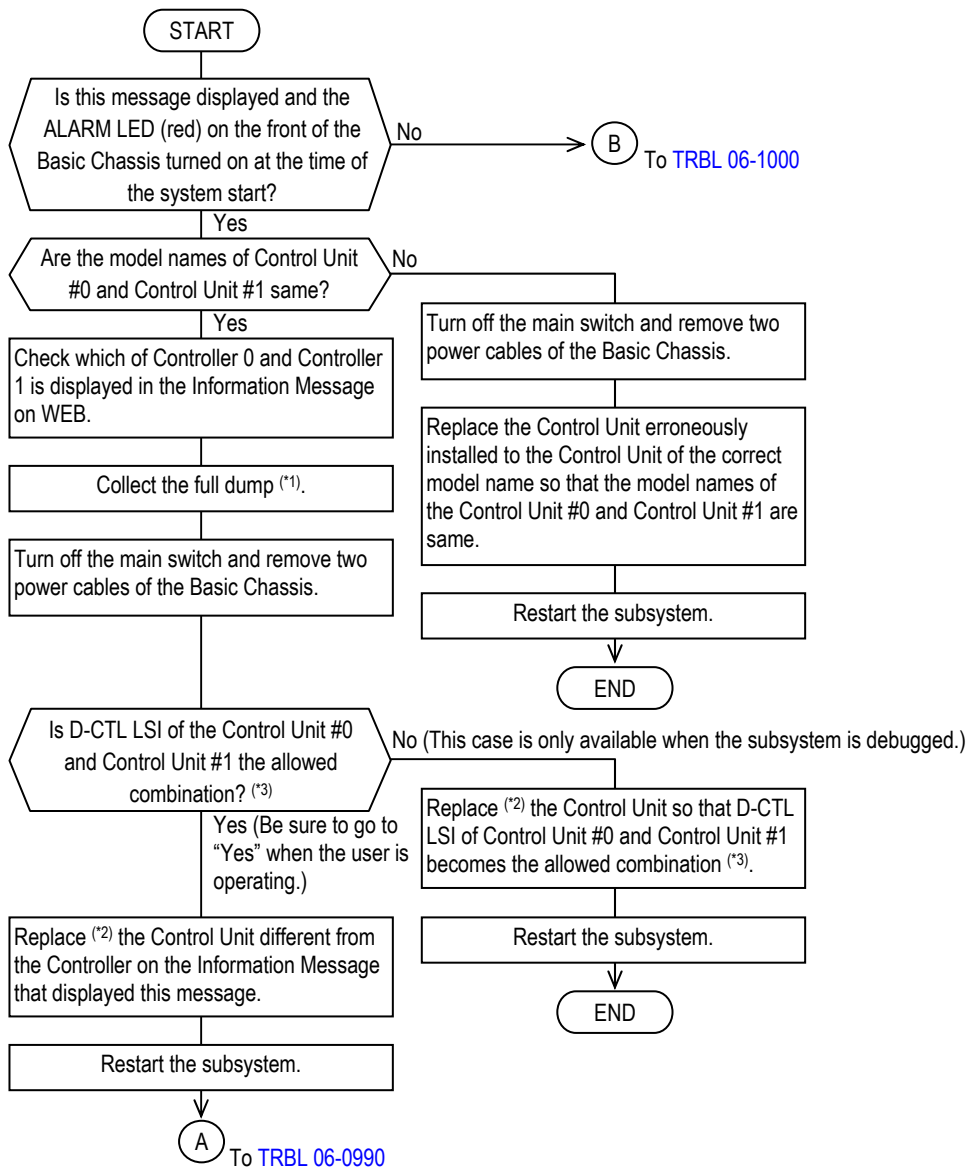 START
Is this message displayed and the
ALARM LED (red) on the front of the
Basic Chassis turned on at the time of
the system start?
No
B
To TRBL 06-1000
Yes
Are the model names of Control Unit
#0 and Control Unit #1 same?
No
Yes
Turn off the main switch and remove two
power cables of the Basic Chassis.
Replace the Control Unit erroneously
installed to the Control Unit of the correct
model name so that the model names of
the Control Unit #0 and Control Unit #1 are
same.
Restart the subsystem.
END
Check which of Controller 0 and Controller
1 is displayed in the Information Message
on WEB.
Collect the full dump (*1).
Turn off the main switch and remove two
power cables of the Basic Chassis.
Is D-CTL LSI of the Control Unit #0
and Control Unit #1 the allowed
combination? (*3)
No (This case is only available when the subsystem is debugged.)
Replace (*2) the Control Unit so that D-CTL
LSI of Control Unit #0 and Control Unit #1
becomes the allowed combination (*3).
Restart the subsystem.
END
Yes (Be sure to go to
“Yes” when the user is
operating.)
Replace (*2) the Control Unit different from
the Controller on the Information Message
that displayed this message.
Restart the subsystem.
A
To TRBL 06-0990